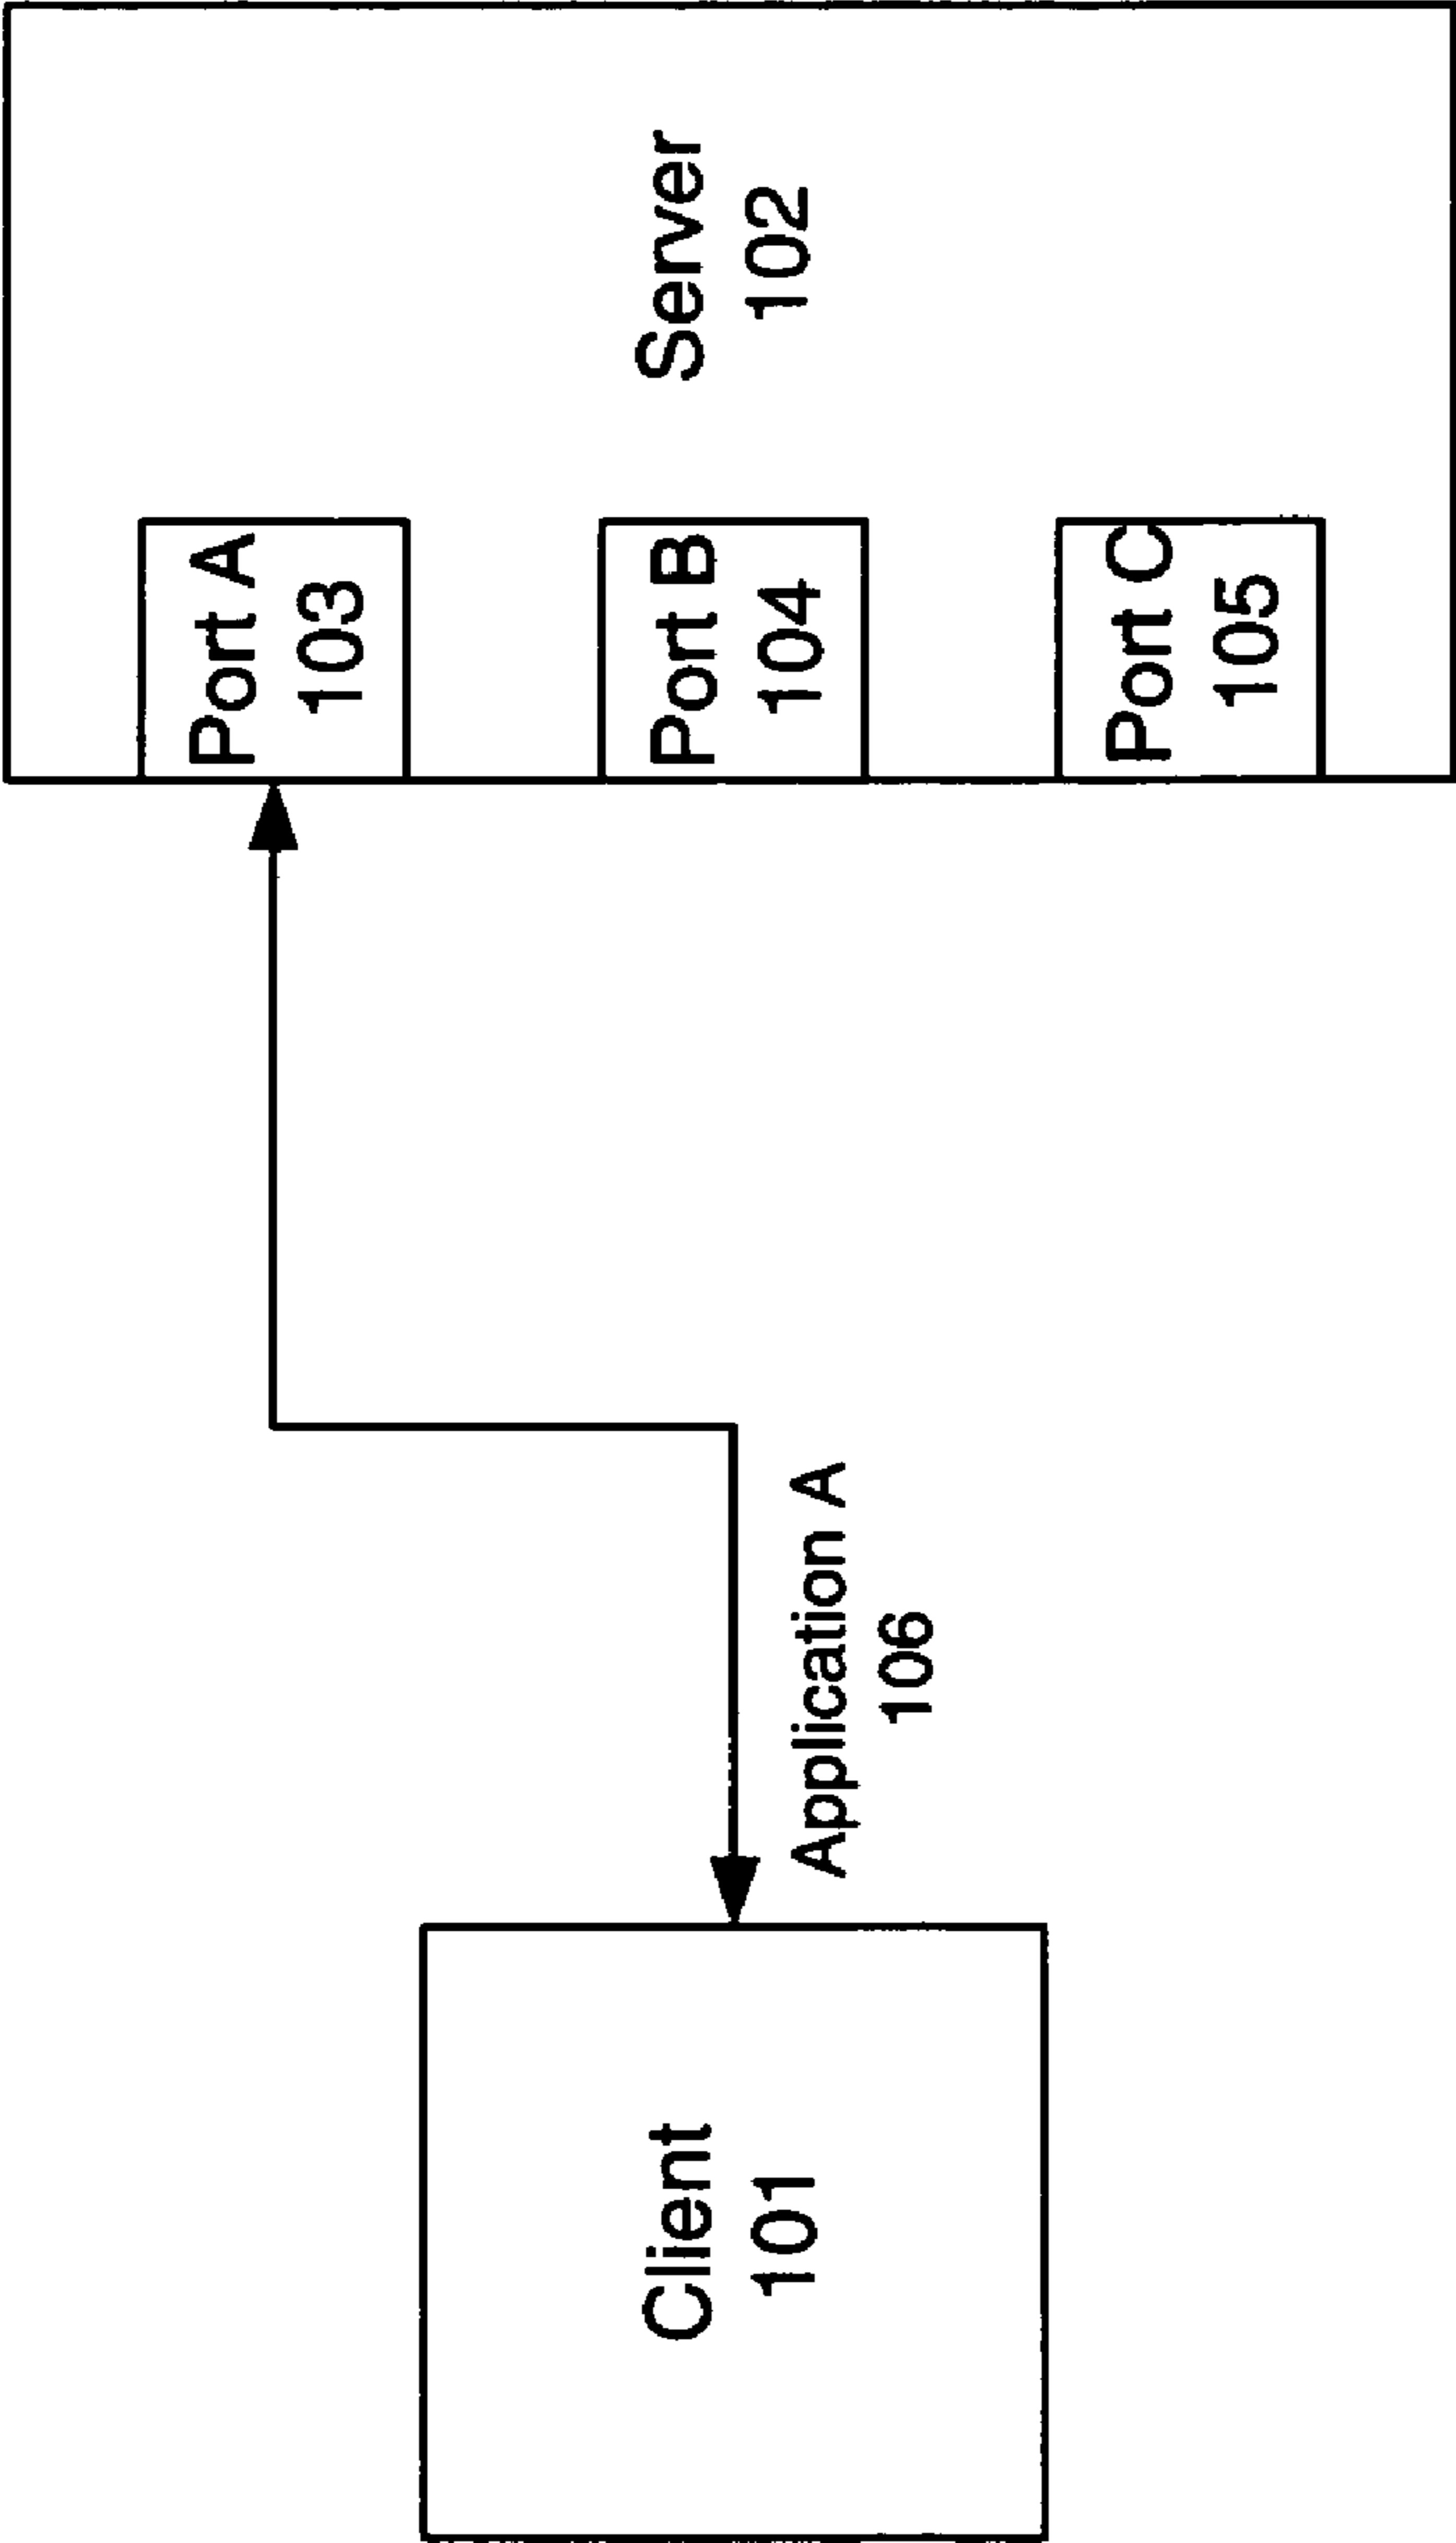 Client
101
Application A
106
Port A
103
Port B
104
Port C
105
Server
102